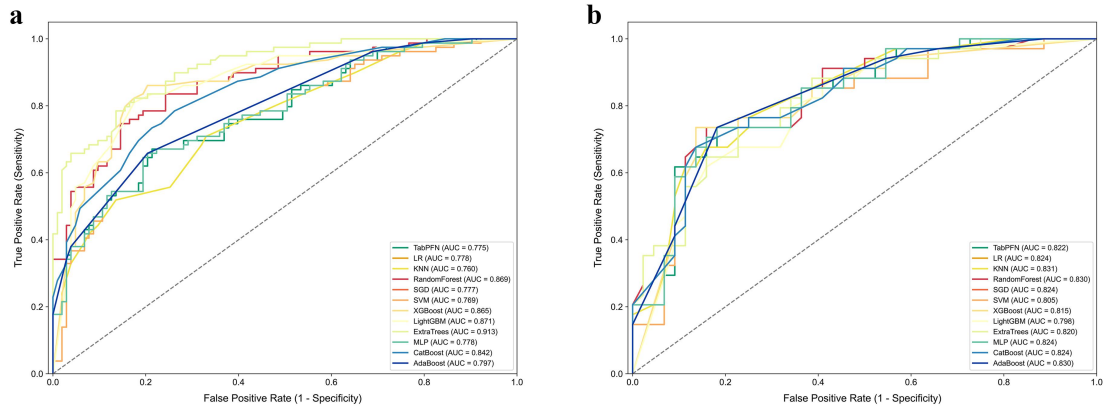 a
True Positive Rate (Sensitivity)
1.0
0.8
0.6
0.4
0.2
0.0
TabPFN (AUC = 0.775)
LR (AUC = 0.778)
KNN (AUC = 0.760)
RandomForest (AUC = 0.869)
SGD (AUC = 0.777)
SVM (AUC = 0.769)
XGBoost (AUC = 0.865)
LightGBM (AUC = 0.871)
ExtraTrees (AUC = 0.913)
MLP (AUC = 0.778)
CatBoost (AUC = 0.842)
AdaBoost (AUC = 0.797)
0.0 0.2 0.4 0.6 0.8 1.0
False Positive Rate (1 - Specificity)
b
True Positive Rate (Sensitivity)
1.0
0.8
0.6
0.4
0.2
0.0
TabPFN (AUC = 0.822)
LR (AUC = 0.824)
KNN (AUC = 0.831)
RandomForest (AUC = 0.830)
SGD (AUC = 0.824)
SVM (AUC = 0.805)
XGBoost (AUC = 0.815)
LightGBM (AUC = 0.798)
ExtraTrees (AUC = 0.820)
MLP (AUC = 0.824)
CatBoost (AUC = 0.824)
AdaBoost (AUC = 0.830)
0.0 0.2 0.4 0.6 0.8 1.0
False Positive Rate (1 - Specificity)